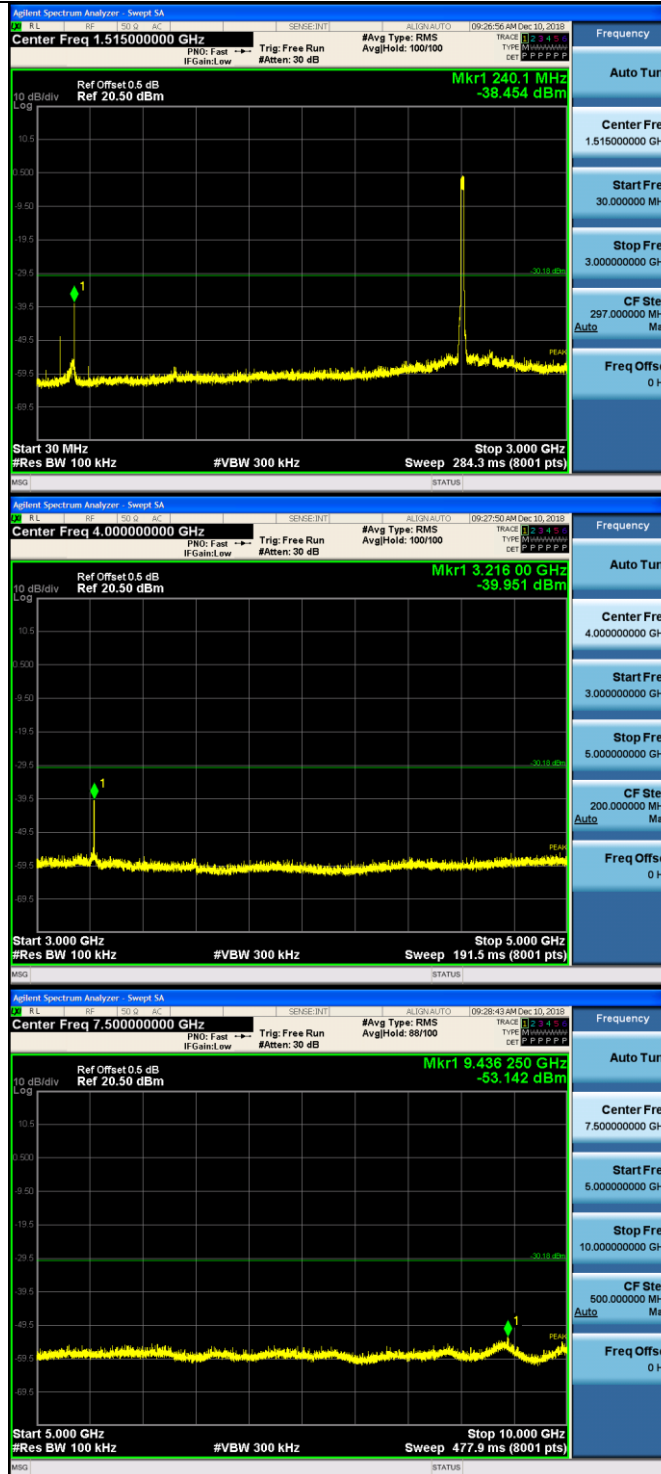 Agilent Spectrum Analyzer - Swept SA
RL RF 50 Ω AC SENSE:INT ALIGNAUTO 09:26:56 AM Dec 10, 2018
Center Freq 1.515000000 GHz
PNO: Fast
IFGain:Low
Trig: Free Run
#Atten: 30 dB
#Avg Type: RMS
Avg|Hold: 100/100
TRACE 1 2 3 4 5 6
TYPE M
DET P P P P P P
Frequency
Ref Offset 0.5 dB
10 dB/div Ref 20.50 dBm
Log
Mkr1 240.1 MHz
-38.454 dBm
10.5
0.500
-9.50
-19.5
-29.5
-39.5
-49.5
-59.5
-69.5
1
-30.18 dBm
PEAK
Start 30 MHz Stop 3.000 GHz
#Res BW 100 kHz #VBW 300 kHz Sweep 284.3 ms (8001 pts)
MSG STATUS
Auto Tun
Center Fre
1.515000000 GH
Start Fre
30.000000 MH
Stop Fre
3.000000000 GH
CF Ste
297.000000 MH
Auto Ma
Freq Offse
0 H
Agilent Spectrum Analyzer - Swept SA
RL RF 50 Ω AC SENSE:INT ALIGNAUTO 09:27:50 AM Dec 10, 2018
Center Freq 4.000000000 GHz
PNO: Fast
IFGain:Low
Trig: Free Run
#Atten: 30 dB
#Avg Type: RMS
Avg|Hold: 100/100
TRACE 1 2 3 4 5 6
TYPE M
DET P P P P P P
Frequency
Ref Offset 0.5 dB
10 dB/div Ref 20.50 dBm
Log
Mkr1 3.216 00 GHz
-39.951 dBm
10.5
0.500
-9.50
-19.5
-29.5
-39.5
-49.5
-59.5
-69.5
1
-30.18 dBm
PEAK
Start 3.000 GHz Stop 5.000 GHz
#Res BW 100 kHz #VBW 300 kHz Sweep 191.5 ms (8001 pts)
MSG STATUS
Auto Tun
Center Fre
4.000000000 GH
Start Fre
3.000000000 GH
Stop Fre
5.000000000 GH
CF Ste
200.000000 MH
Auto Ma
Freq Offse
0 H
Agilent Spectrum Analyzer - Swept SA
RL RF 50 Ω AC SENSE:INT ALIGNAUTO 09:28:43 AM Dec 10, 2018
Center Freq 7.500000000 GHz
PNO: Fast
IFGain:Low
Trig: Free Run
#Atten: 30 dB
#Avg Type: RMS
Avg|Hold: 88/100
TRACE 1 2 3 4 5 6
TYPE M
DET P P P P P P
Frequency
Ref Offset 0.5 dB
10 dB/div Ref 20.50 dBm
Log
Mkr1 9.436 250 GHz
-53.142 dBm
10.5
0.500
-9.50
-19.5
-29.5
-39.5
-49.5
-59.5
-69.5
1
-30.18 dBm
PEAK
Start 5.000 GHz Stop 10.000 GHz
#Res BW 100 kHz #VBW 300 kHz Sweep 477.9 ms (8001 pts)
MSG STATUS
Auto Tun
Center Fre
7.500000000 GH
Start Fre
5.000000000 GH
Stop Fre
10.000000000 GH
CF Ste
500.000000 MH
Auto Ma
Freq Offse
0 H